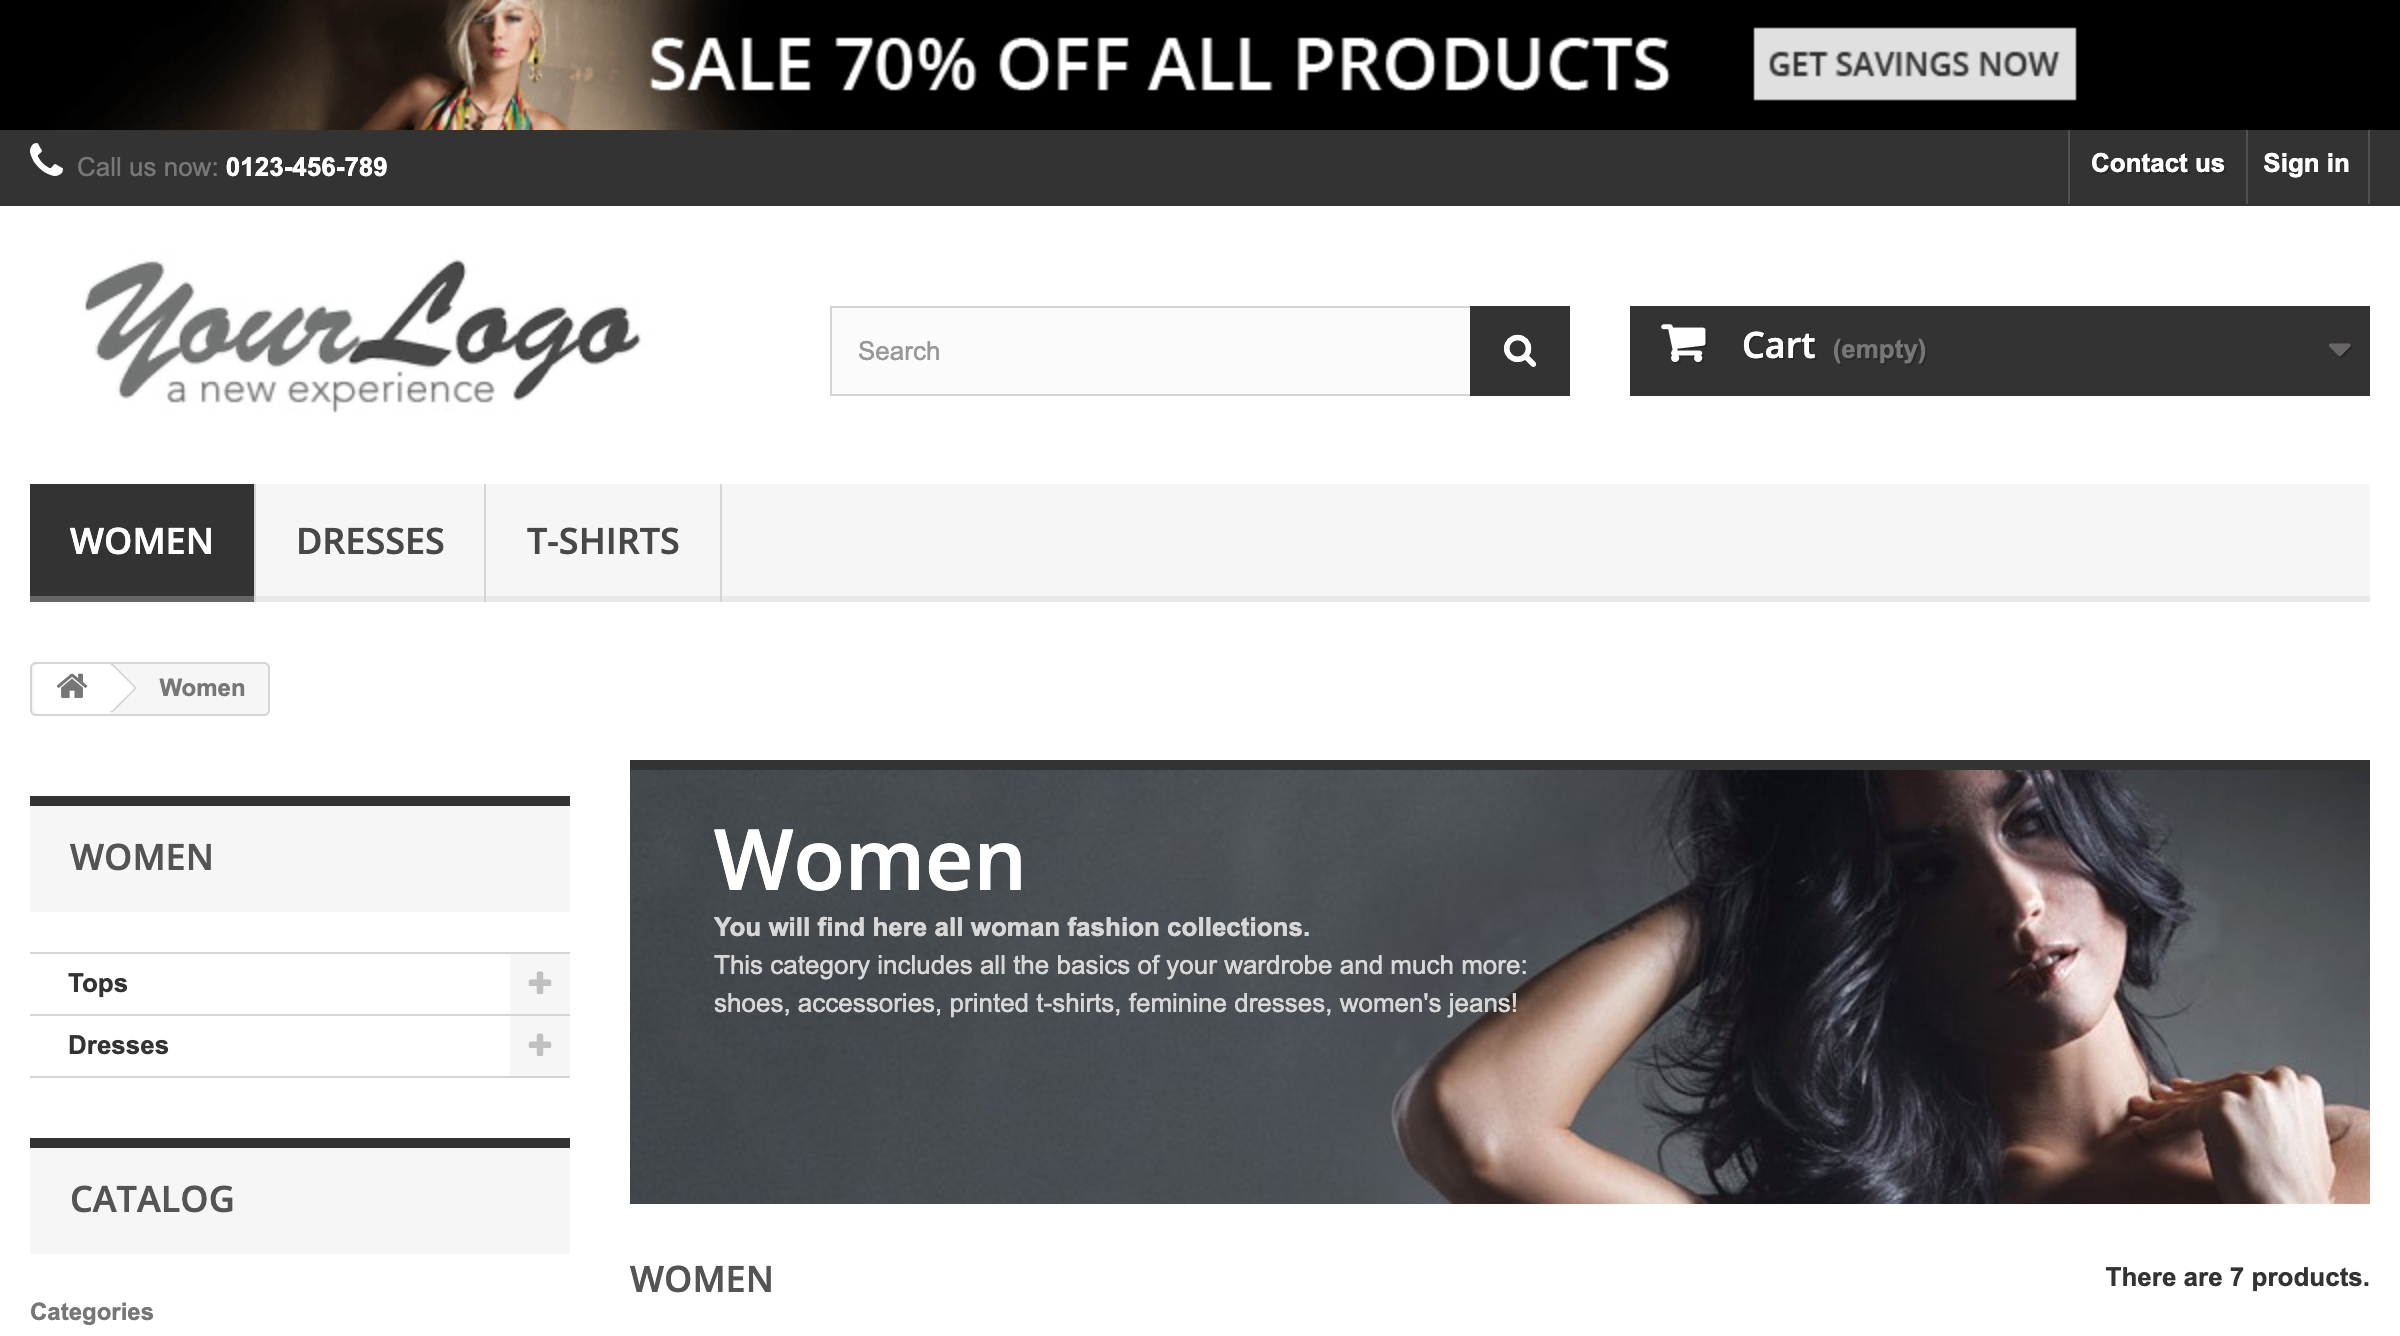 SALE 70% OFF ALL PRODUCTS
GET SAVINGS NOW
Call us now: 0123-456-789
Contact us
Sign in
YourLogo
a new experience
Search
Cart (empty)
WOMEN
DRESSES
T-SHIRTS
Women
WOMEN
Tops
Dresses
CATALOG
Categories
Women
You will find here all woman fashion collections.
This category includes all the basics of your wardrobe and much more:
shoes, accessories, printed t-shirts, feminine dresses, women's jeans!
WOMEN
There are 7 products.